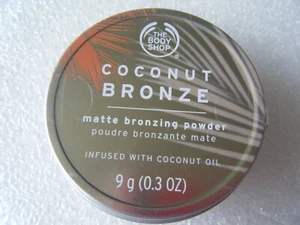 THE
BODY
SHOP
COCONUT
BRONZE
matte bronzing powder
poudre bronzante mate
INFUSED WITH COCONUT OIL
9 g (0.3 OZ)